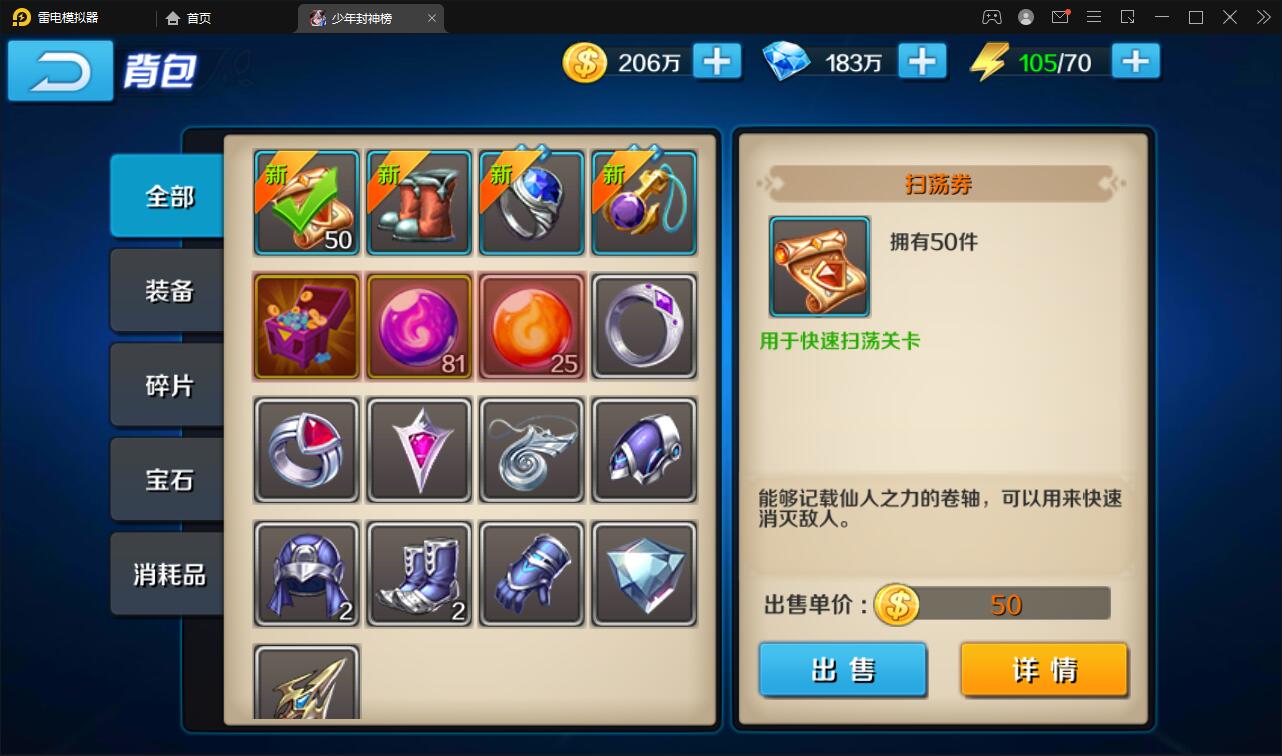 雷电模拟器
首页
少年封神榜
背包
206万
183万
105/70
全部
装备
碎片
宝石
消耗品
新
50
新
新
新
81
25
2
2
扫荡券
拥有50件
用于快速扫荡关卡
能够记载仙人之力的卷轴，可以用来快速
消灭敌人。
出售单价：
50
出售
详情